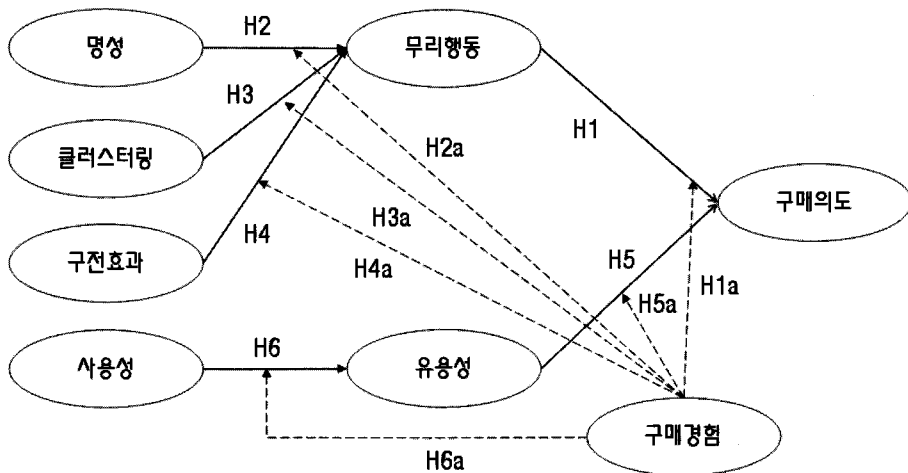 명성
H2
무리행동
H3
H1
클러스터링
H2a
구매의도
H4
H3a
구전효과
H4a
H5
H1a
H5a
사용성
H6
유용성
구매경험
H6a